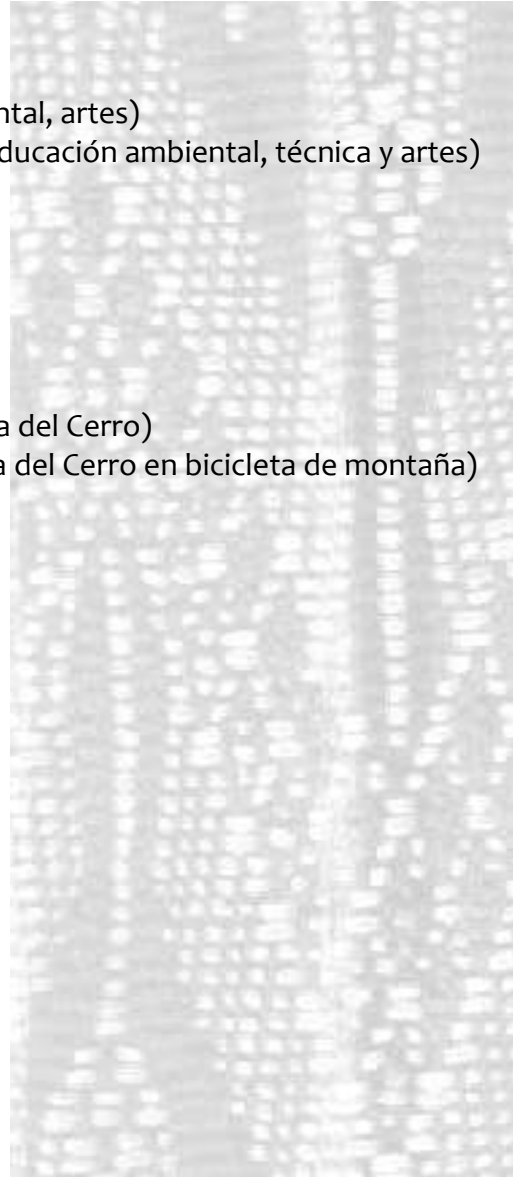 ntal, artes)
ducación ambiental, técnica y artes)
a del Cerro)
a del Cerro en bicicleta de montaña)